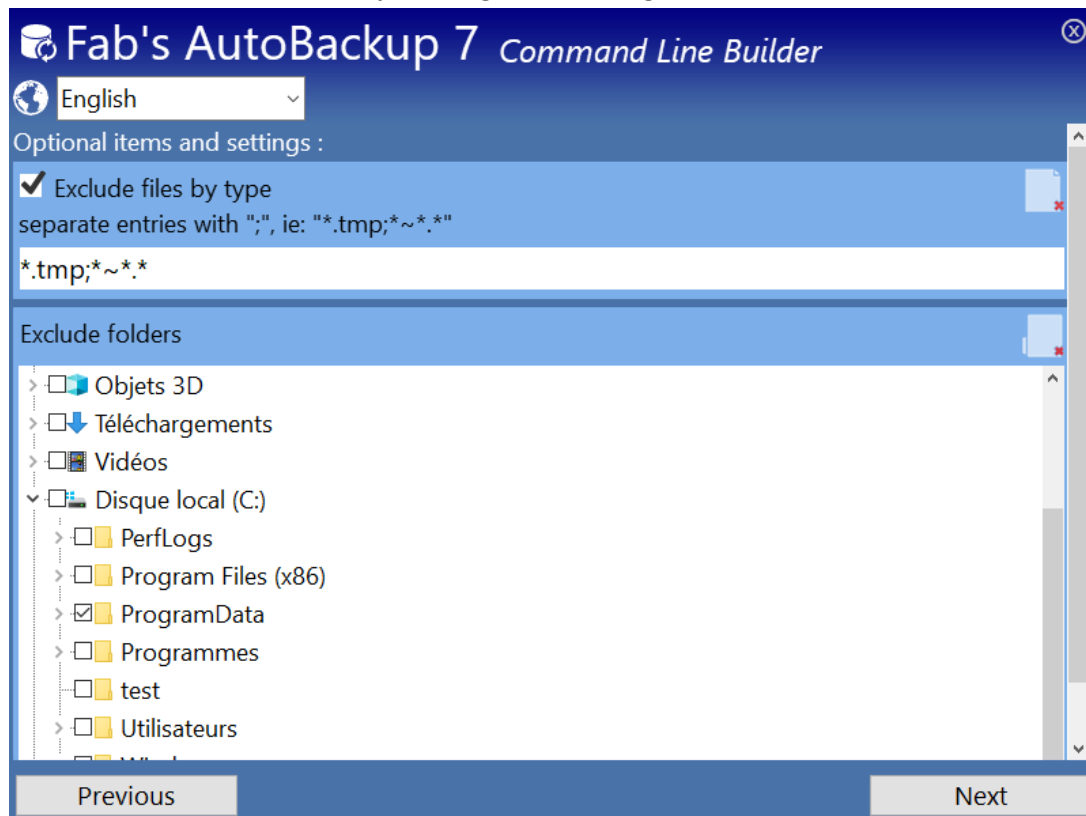 Fab's AutoBackup 7 Command Line Builder
English
Optional items and settings :
Exclude files by type
separate entries with ";", ie: "*.tmp;*~*.*"
*.tmp;*~*.*
Exclude folders
Objets 3D
Téléchargements
Vidéos
Disque local (C:)
PerfLogs
Program Files (x86)
ProgramData
Programmes
test
Utilisateurs
Previous
Next